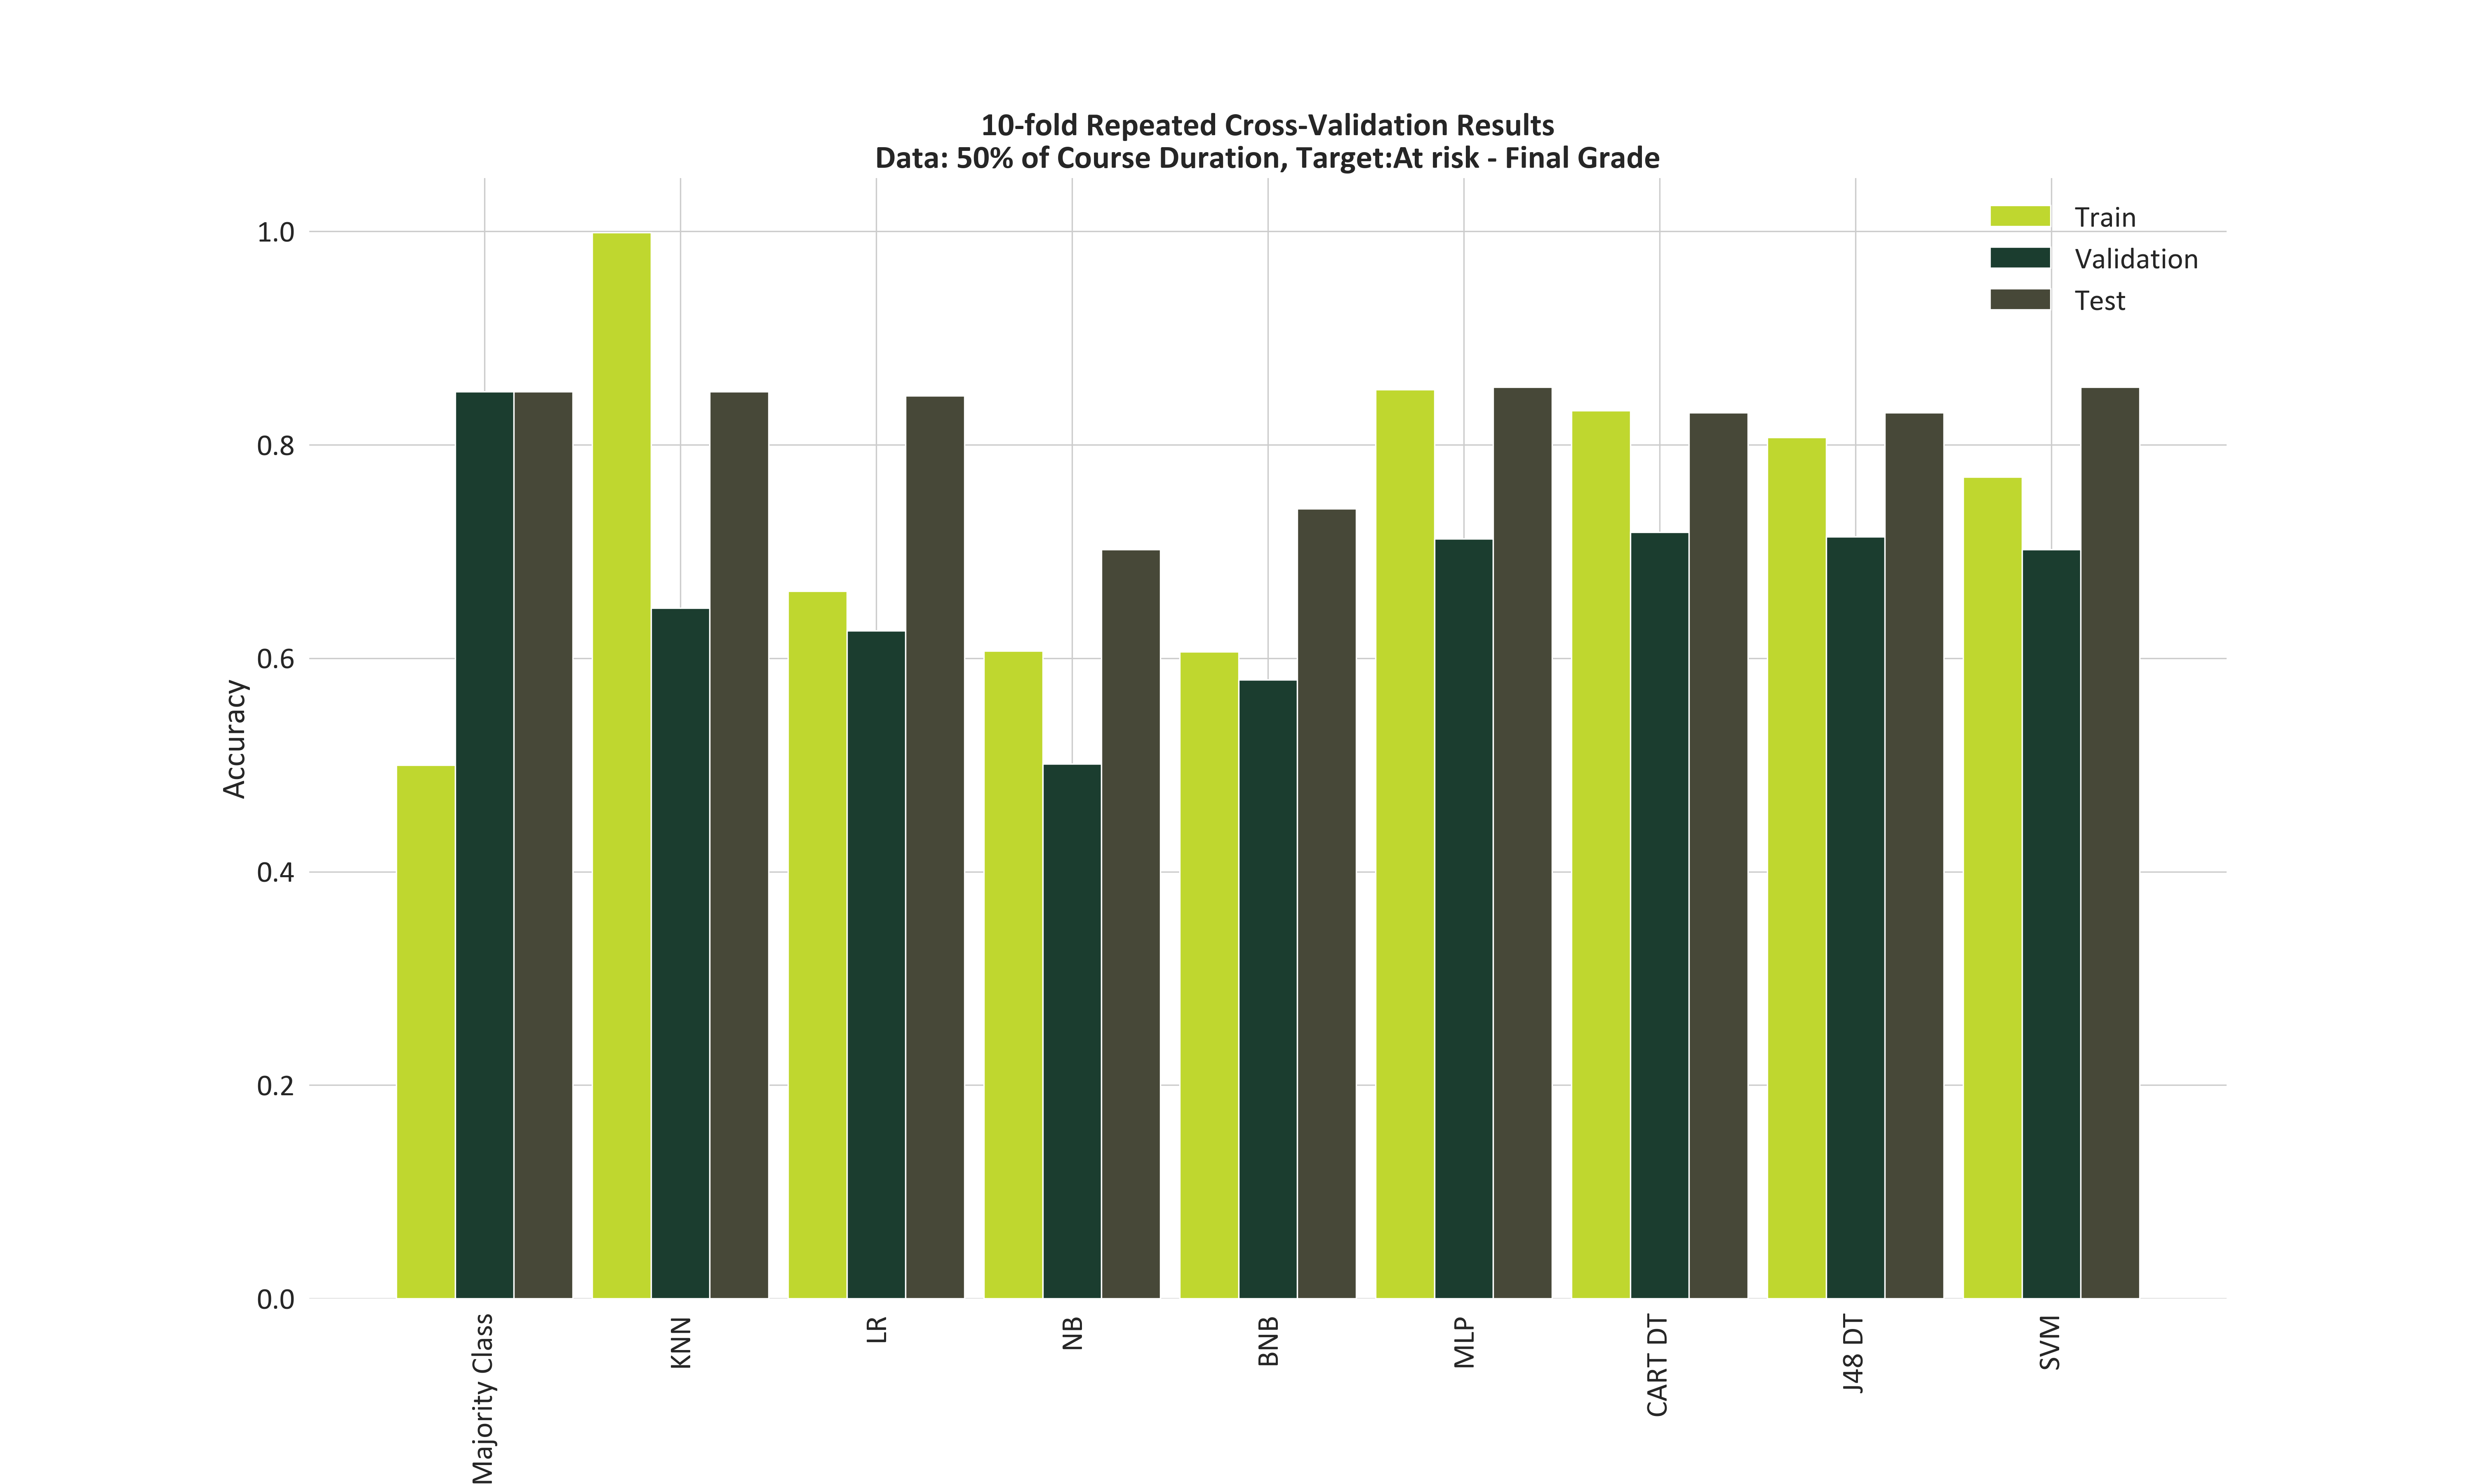 10-fold Repeated Cross-Validation Results
Data: 50% of Course Duration, Target:At risk - Final Grade
Train
Validation
Test
Accuracy
1.0
0.8
0.6
0.4
0.2
0.0
Majority Class
KNN
LR
NB
BNB
MLP
CART DT
J48 DT
SVM